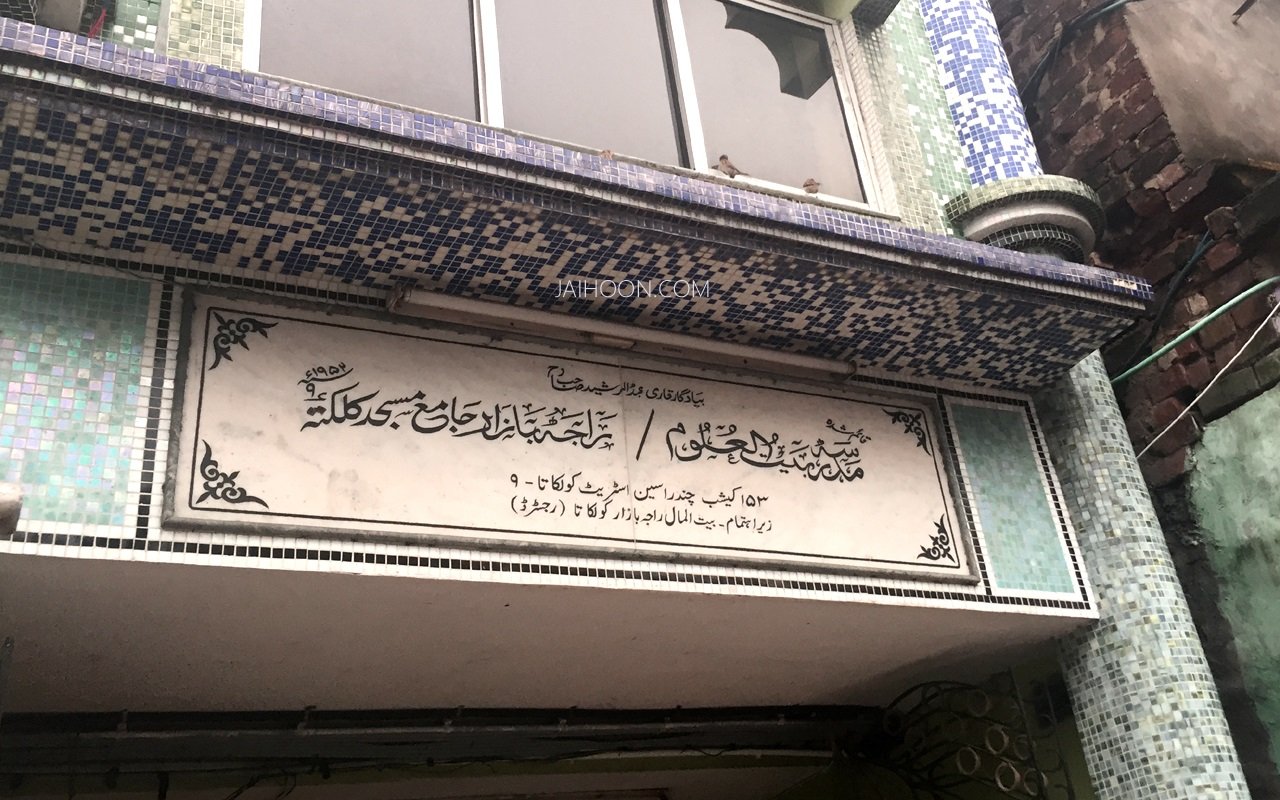 JAIHOON.COM
بیادگار قاری عبدالرشید صاحبؒ
قائم شدہ مدرسہ بیت العلوم / راجہ بازار جامع مسجد کلکتہ ۹ ۱۹۵۲ء
۱۵۳ کیشب چندرا سین اسٹریٹ کولکاتا - ۹
زیر اہتمام - بیت المال راجہ بازار کولکاتا (رجسٹرڈ)